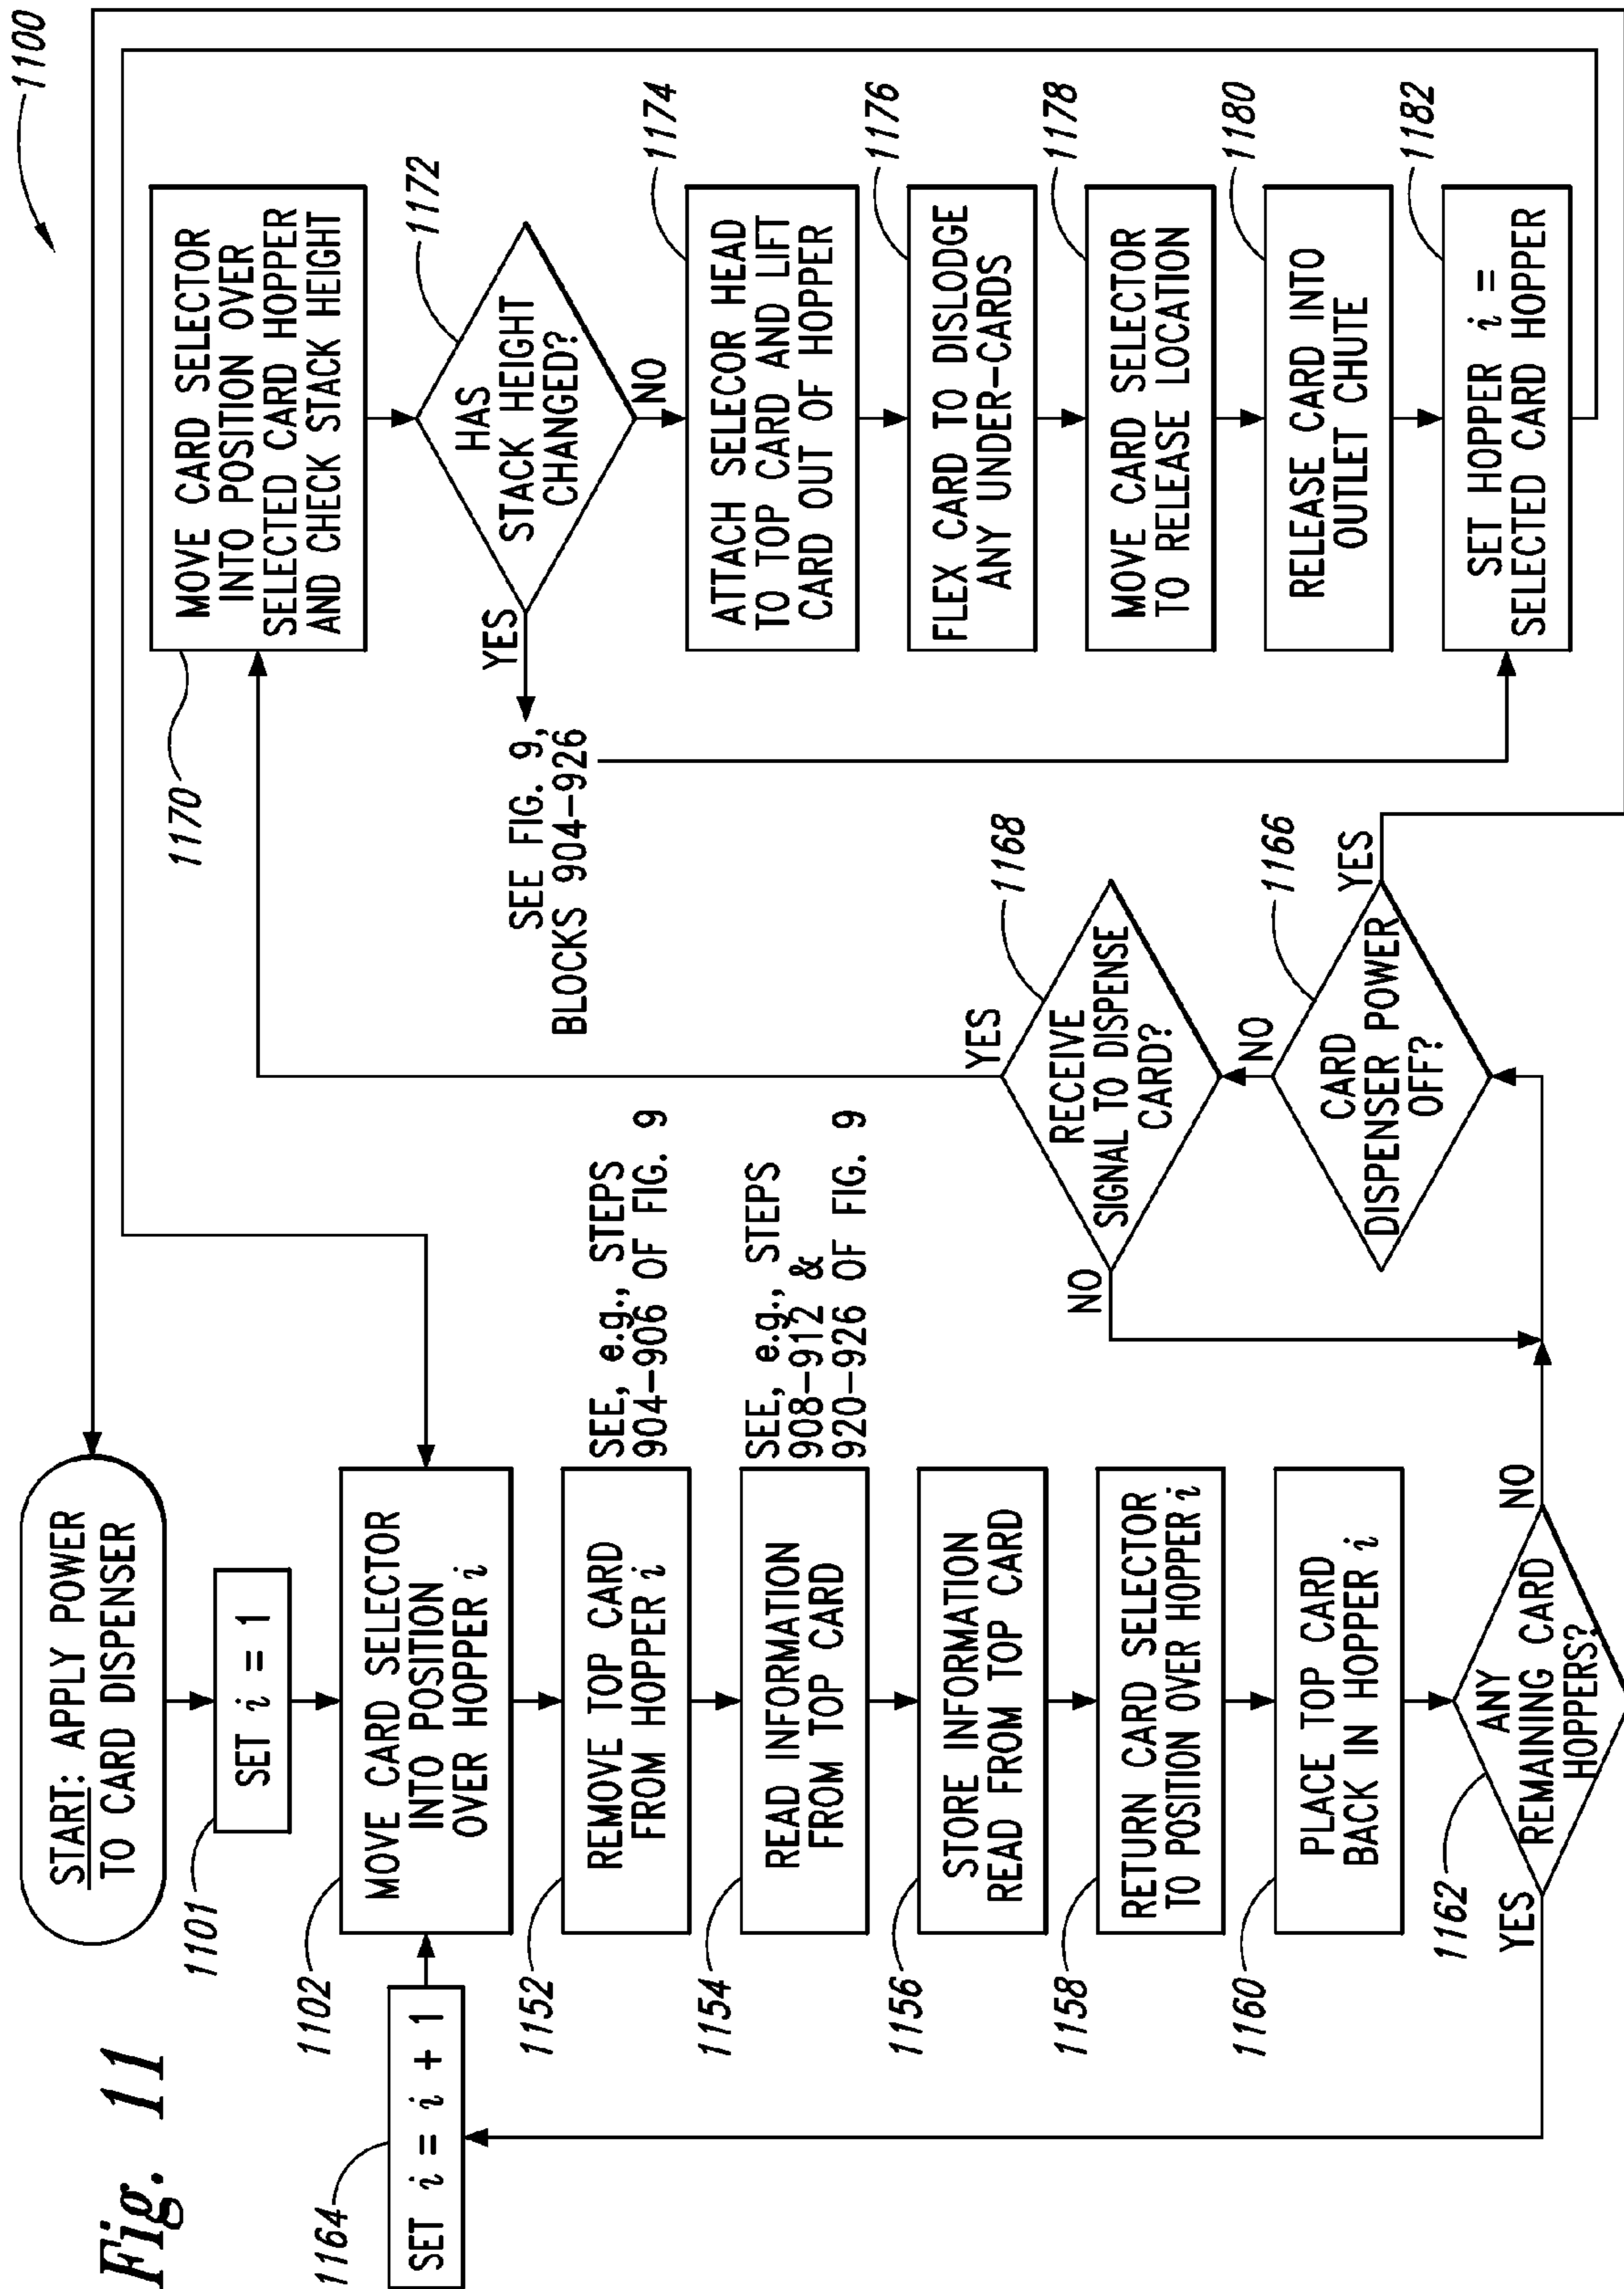 Fig. 11
1100
START: APPLY POWER
TO CARD DISPENSER
1101
SET i = 1
1164
SET i = i + 1
1102
MOVE CARD SELECTOR
INTO POSITION
OVER HOPPER i
1152
REMOVE TOP CARD
FROM HOPPER i
SEE, e.g., STEPS
904-906 OF FIG. 9
1154
READ INFORMATION
FROM TOP CARD
SEE, e.g., STEPS
908-912 &
920-926 OF FIG. 9
1156
STORE INFORMATION
READ FROM TOP CARD
1158
RETURN CARD SELECTOR
TO POSITION OVER HOPPER i
1160
PLACE TOP CARD
BACK IN HOPPER i
1162
ANY
REMAINING CARD
HOPPERS?
YES
NO
1166
CARD
DISPENSER POWER
OFF?
YES
NO
1168
RECEIVE
SIGNAL TO DISPENSE
CARD?
YES
NO
1170
MOVE CARD SELECTOR
INTO POSITION OVER
SELECTED CARD HOPPER
AND CHECK STACK HEIGHT
1172
HAS
STACK HEIGHT
CHANGED?
YES
NO
SEE FIG. 9,
BLOCKS 904-926
1174
ATTACH SELECOR HEAD
TO TOP CARD AND LIFT
CARD OUT OF HOPPER
1176
FLEX CARD TO DISLODGE
ANY UNDER-CARDS
1178
MOVE CARD SELECTOR
TO RELEASE LOCATION
1180
RELEASE CARD INTO
OUTLET CHUTE
1182
SET HOPPER i =
SELECTED CARD HOPPER